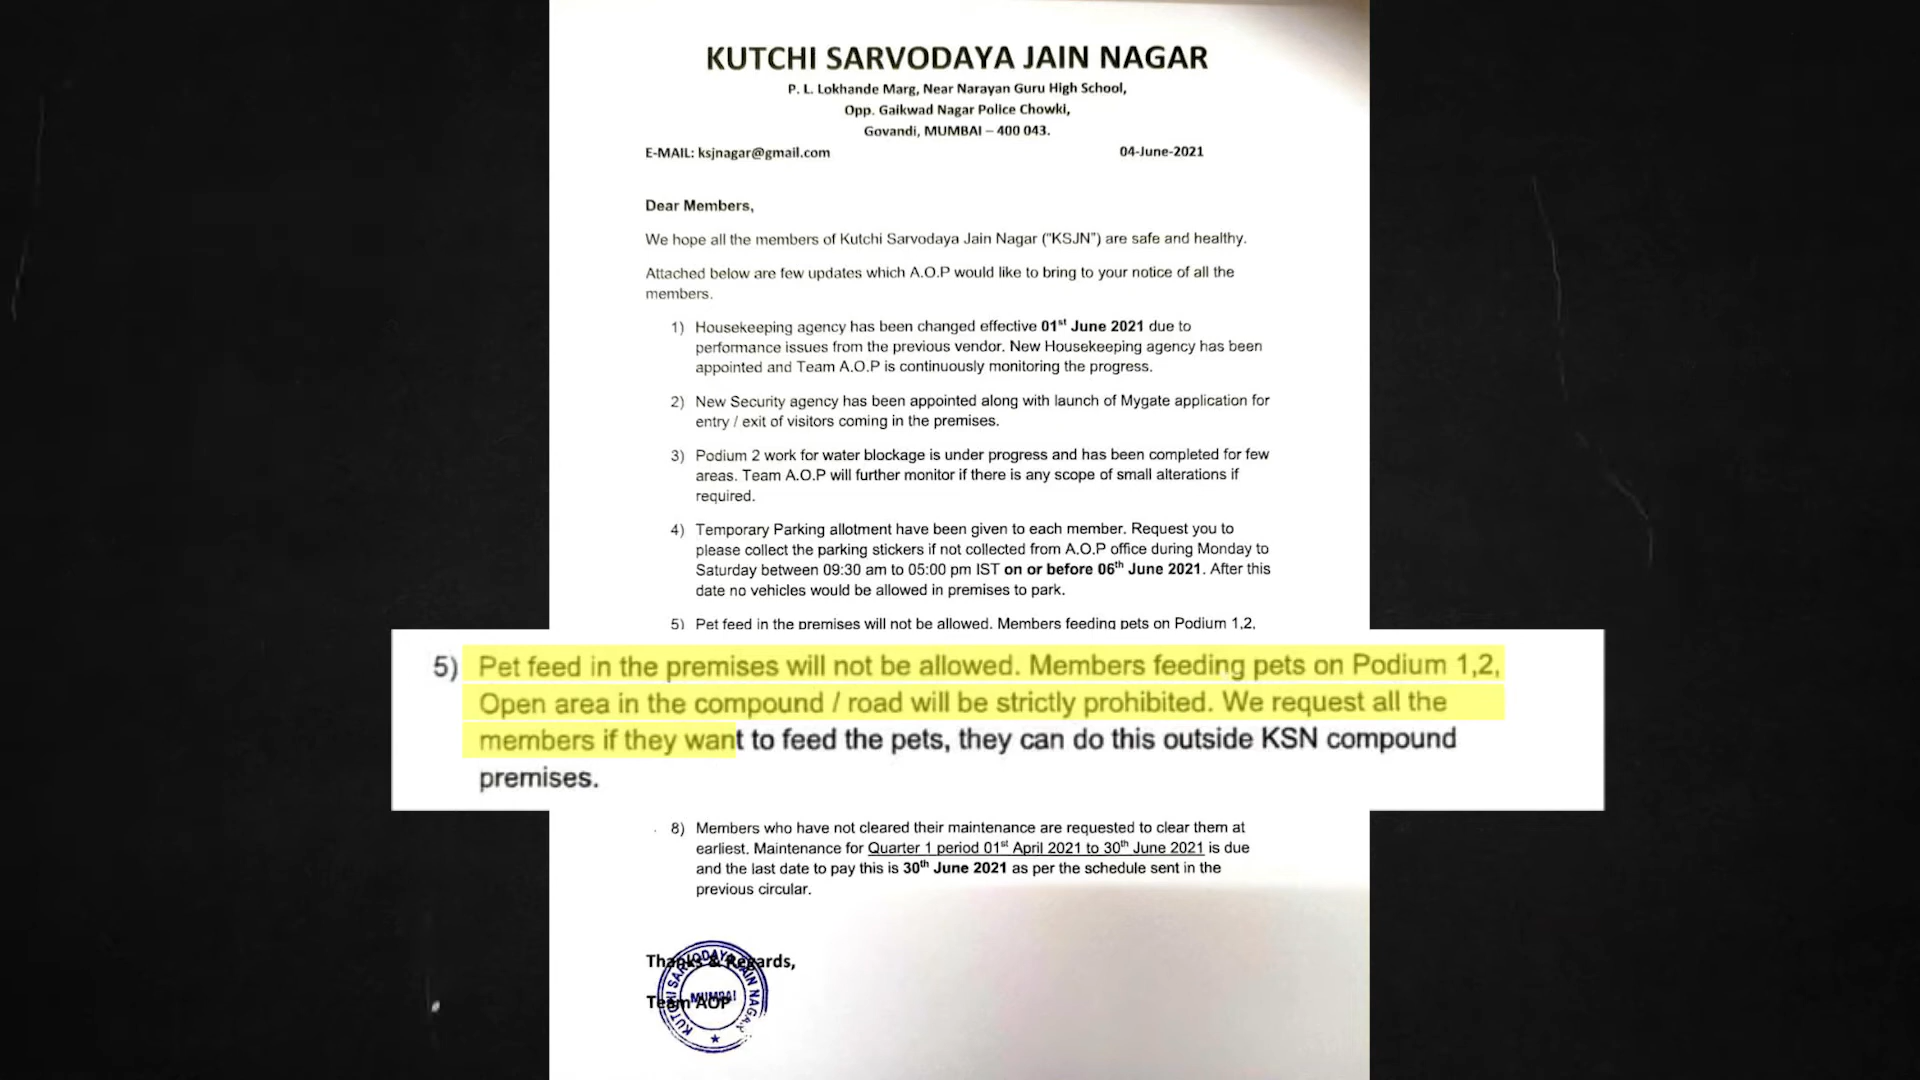 KUTCHI SARVODAYA JAIN NAGAR
P. L. Lokhande Marg, Near Narayan Guru High School,
Opp. Gaikwad Nagar Police Chowki,
Govandi, MUMBAI – 400 043.
E-MAIL: ksjnagar@gmail.com 04-June-2021
Dear Members,
We hope all the members of Kutchi Sarvodaya Jain Nagar ("KSJN") are safe and healthy.
Attached below are few updates which A.O.P would like to bring to your notice of all the
members.
1) Housekeeping agency has been changed effective 01st June 2021 due to
performance issues from the previous vendor. New Housekeeping agency has been
appointed and Team A.O.P is continuously monitoring the progress.
2) New Security agency has been appointed along with launch of Mygate application for
entry / exit of visitors coming in the premises.
3) Podium 2 work for water blockage is under progress and has been completed for few
areas. Team A.O.P will further monitor if there is any scope of small alterations if
required.
4) Temporary Parking allotment have been given to each member. Request you to
please collect the parking stickers if not collected from A.O.P office during Monday to
Saturday between 09:30 am to 05:00 pm IST on or before 06th June 2021. After this
date no vehicles would be allowed in premises to park.
5) Pet feed in the premises will not be allowed. Members feeding pets on Podium 1,2,
5) Pet feed in the premises will not be allowed. Members feeding pets on Podium 1,2,
Open area in the compound / road will be strictly prohibited. We request all the
members if they want to feed the pets, they can do this outside KSN compound
premises.
8) Members who have not cleared their maintenance are requested to clear them at
earliest. Maintenance for Quarter 1 period 01st April 2021 to 30th June 2021 is due
and the last date to pay this is 30th June 2021 as per the schedule sent in the
previous circular.
Thanks & Regards,
Team AOP
KUTCHI SARVODAYA JAIN NAGAR
MUMBAI